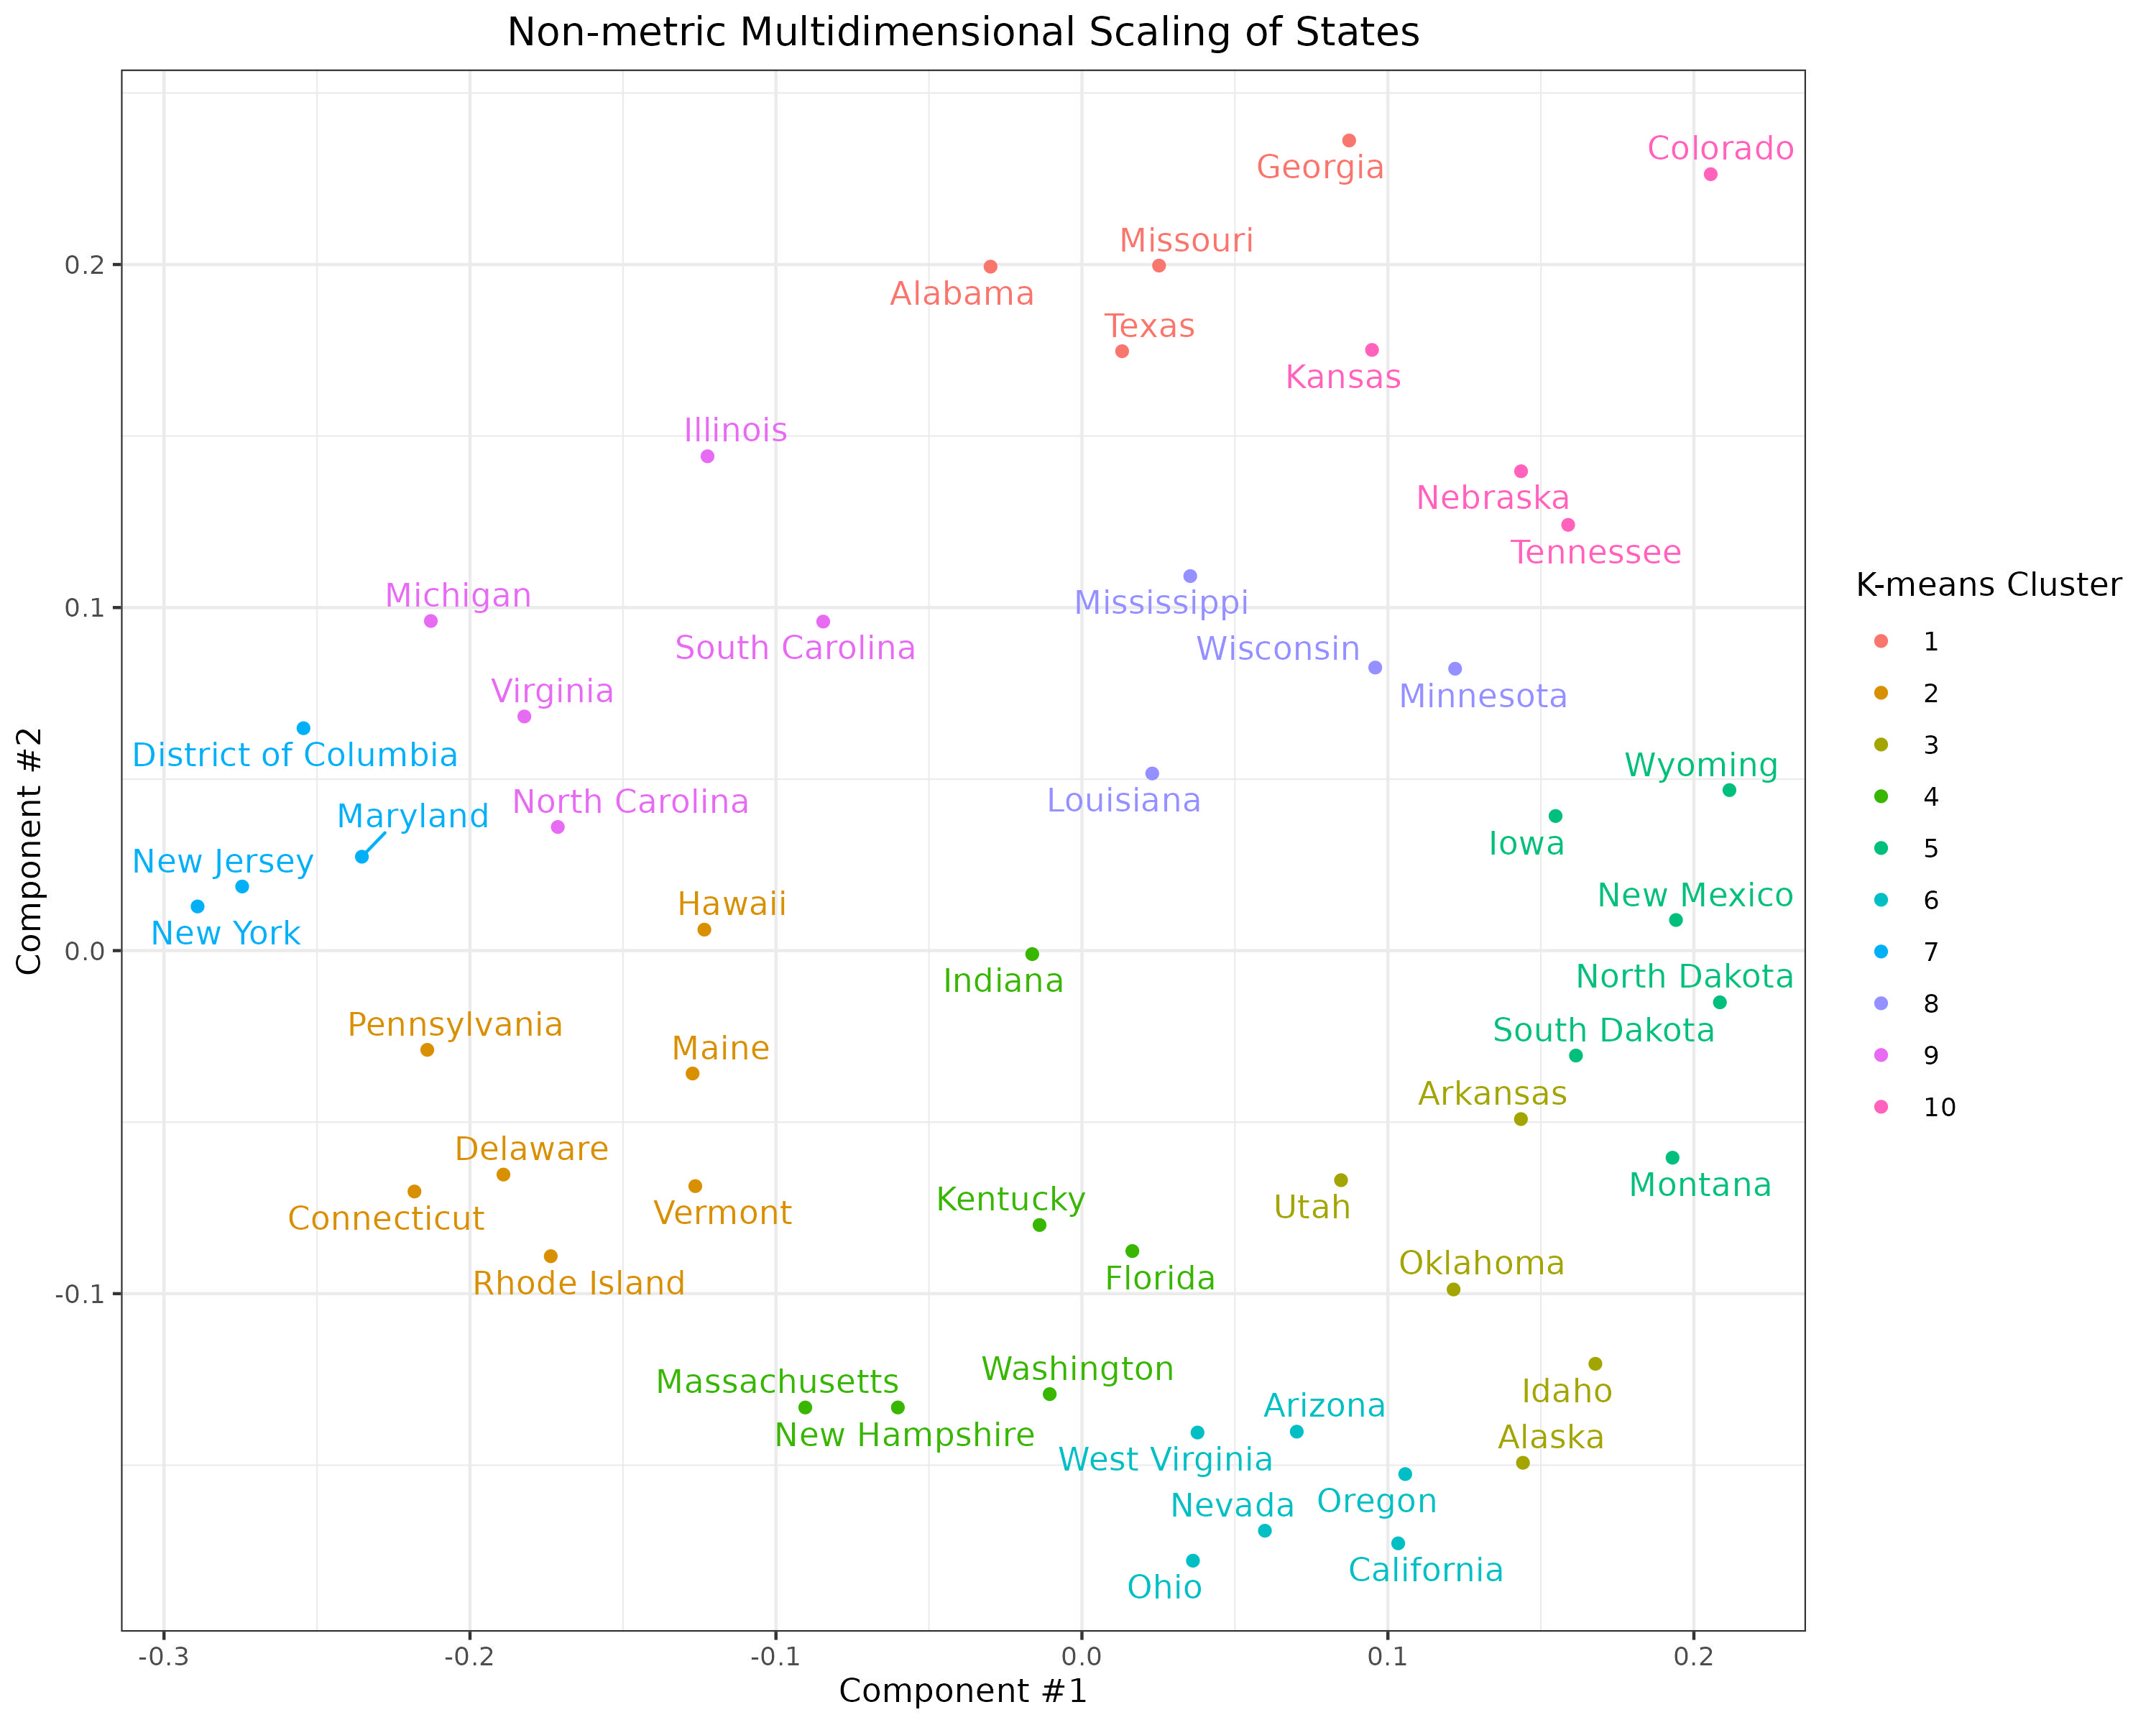 Non-metric Multidimensional Scaling of States
Georgia
Colorado
Missouri
Alabama
Texas
Kansas
Illinois
Nebraska
Tennessee
Michigan
Mississippi
South Carolina
Wisconsin
Virginia
Minnesota
District of Columbia
Wyoming
North Carolina
Louisiana
Maryland
Iowa
New Jersey
New Mexico
Hawaii
New York
Indiana
North Dakota
Pennsylvania
South Dakota
Maine
Arkansas
Delaware
Montana
Kentucky
Utah
Connecticut
Vermont
Oklahoma
Florida
Rhode Island
Washington
Massachusetts
Idaho
Arizona
New Hampshire
Alaska
West Virginia
Oregon
Nevada
California
Ohio
0.2
0.1
0.0
-0.1
Component #2
-0.3
-0.2
-0.1
0.0
0.1
0.2
Component #1
K-means Cluster
1
2
3
4
5
6
7
8
9
10